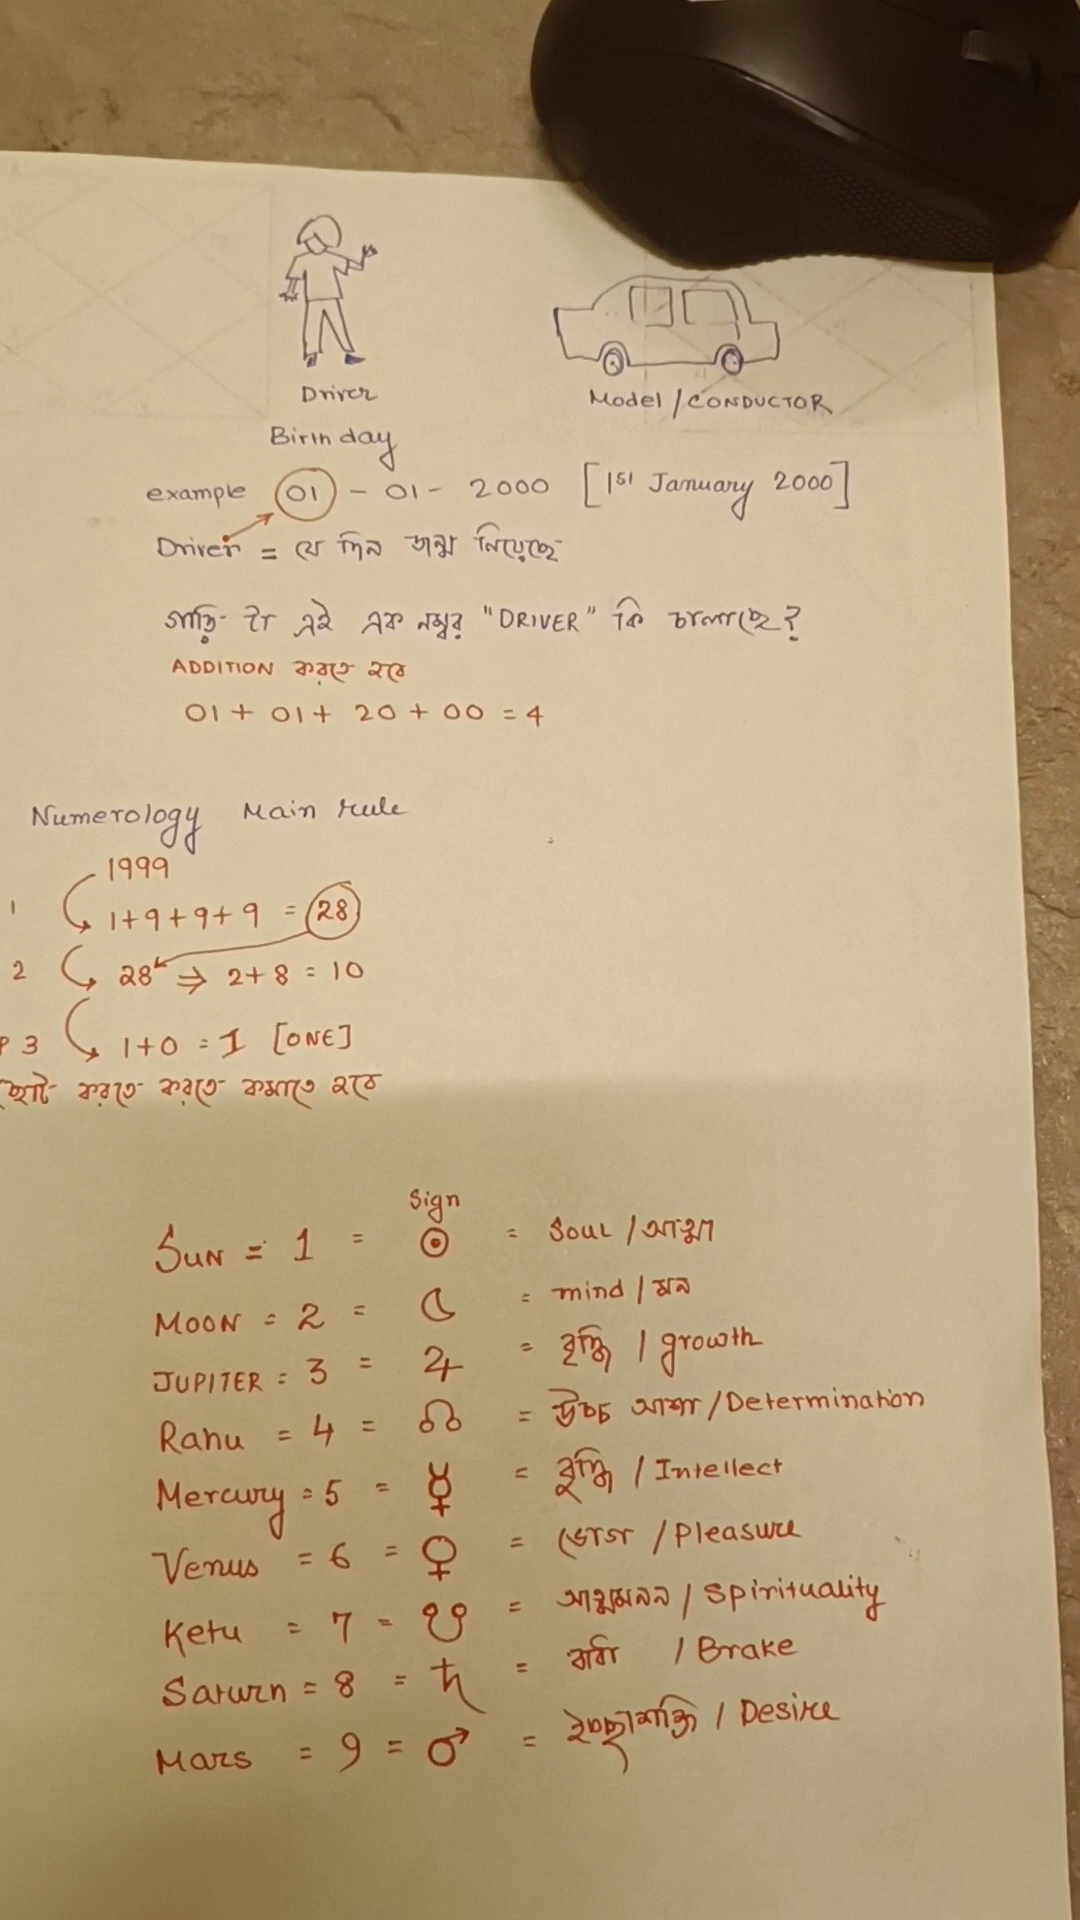 Driver
Model / CONDUCTOR
Birthday
example 01 - 01 - 2000 [1st January 2000]
Driver = যে দিন জন্ম নিয়েছে
গাড়ি টা এই এক নম্বর "DRIVER" কি চালাচ্ছে?
ADDITION করতে হবে
01 + 01 + 20 + 00 = 4
Numerology Main rule
1999
1 1+9+9+9 = 28
2 28 ⇒ 2+8 = 10
P 3 1+0 = 1 [ONE]
ছোট করতে করতে কমাতে হবে
Sign
SUN = 1 = ☉ = Soul / আত্মা
MOON = 2 = ☾ = mind / মন
JUPITER = 3 = ♃ = বৃদ্ধি / growth
Rahu = 4 = ☊ = উচ্চ আশা / Determination
Mercury = 5 = ☿ = বুদ্ধি / Intellect
Venus = 6 = ♀ = ভোগ / Pleasure
Ketu = 7 = ☋ = আত্মমনন / Spirituality
Saturn = 8 = ♄ = বাধা / Brake
Mars = 9 = ♂ = ইচ্ছাশক্তি / Desire